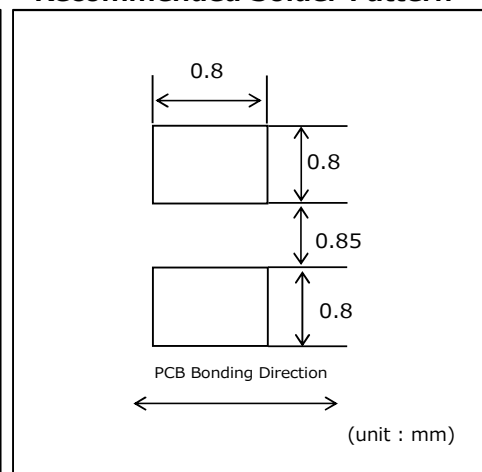 Recommended Solder Pattern
0.8
0.8
0.85
0.8
PCB Bonding Direction
(unit : mm)